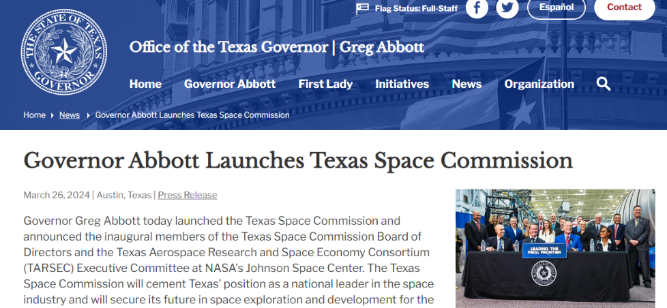 Flag Status: Full-Staff
Español
Contact
THE STATE OF TEXAS
Office of the Texas Governor | Greg Abbott
Home Governor Abbott First Lady Initiatives News Organization
Home News Governor Abbott Launches Texas Space Commission
Governor Abbott Launches Texas Space Commission
March 26, 2024 | Austin, Texas | Press Release
Governor Greg Abbott today launched the Texas Space Commission and
announced the inaugural members of the Texas Space Commission Board of
Directors and the Texas Aerospace Research and Space Economy Consortium
(TARSEC) Executive Committee at NASA's Johnson Space Center. The Texas
Space Commission will cement Texas' position as a national leader in the space
industry and will secure its future in space exploration and development for the
LEADING THE
FINAL FRONTIER